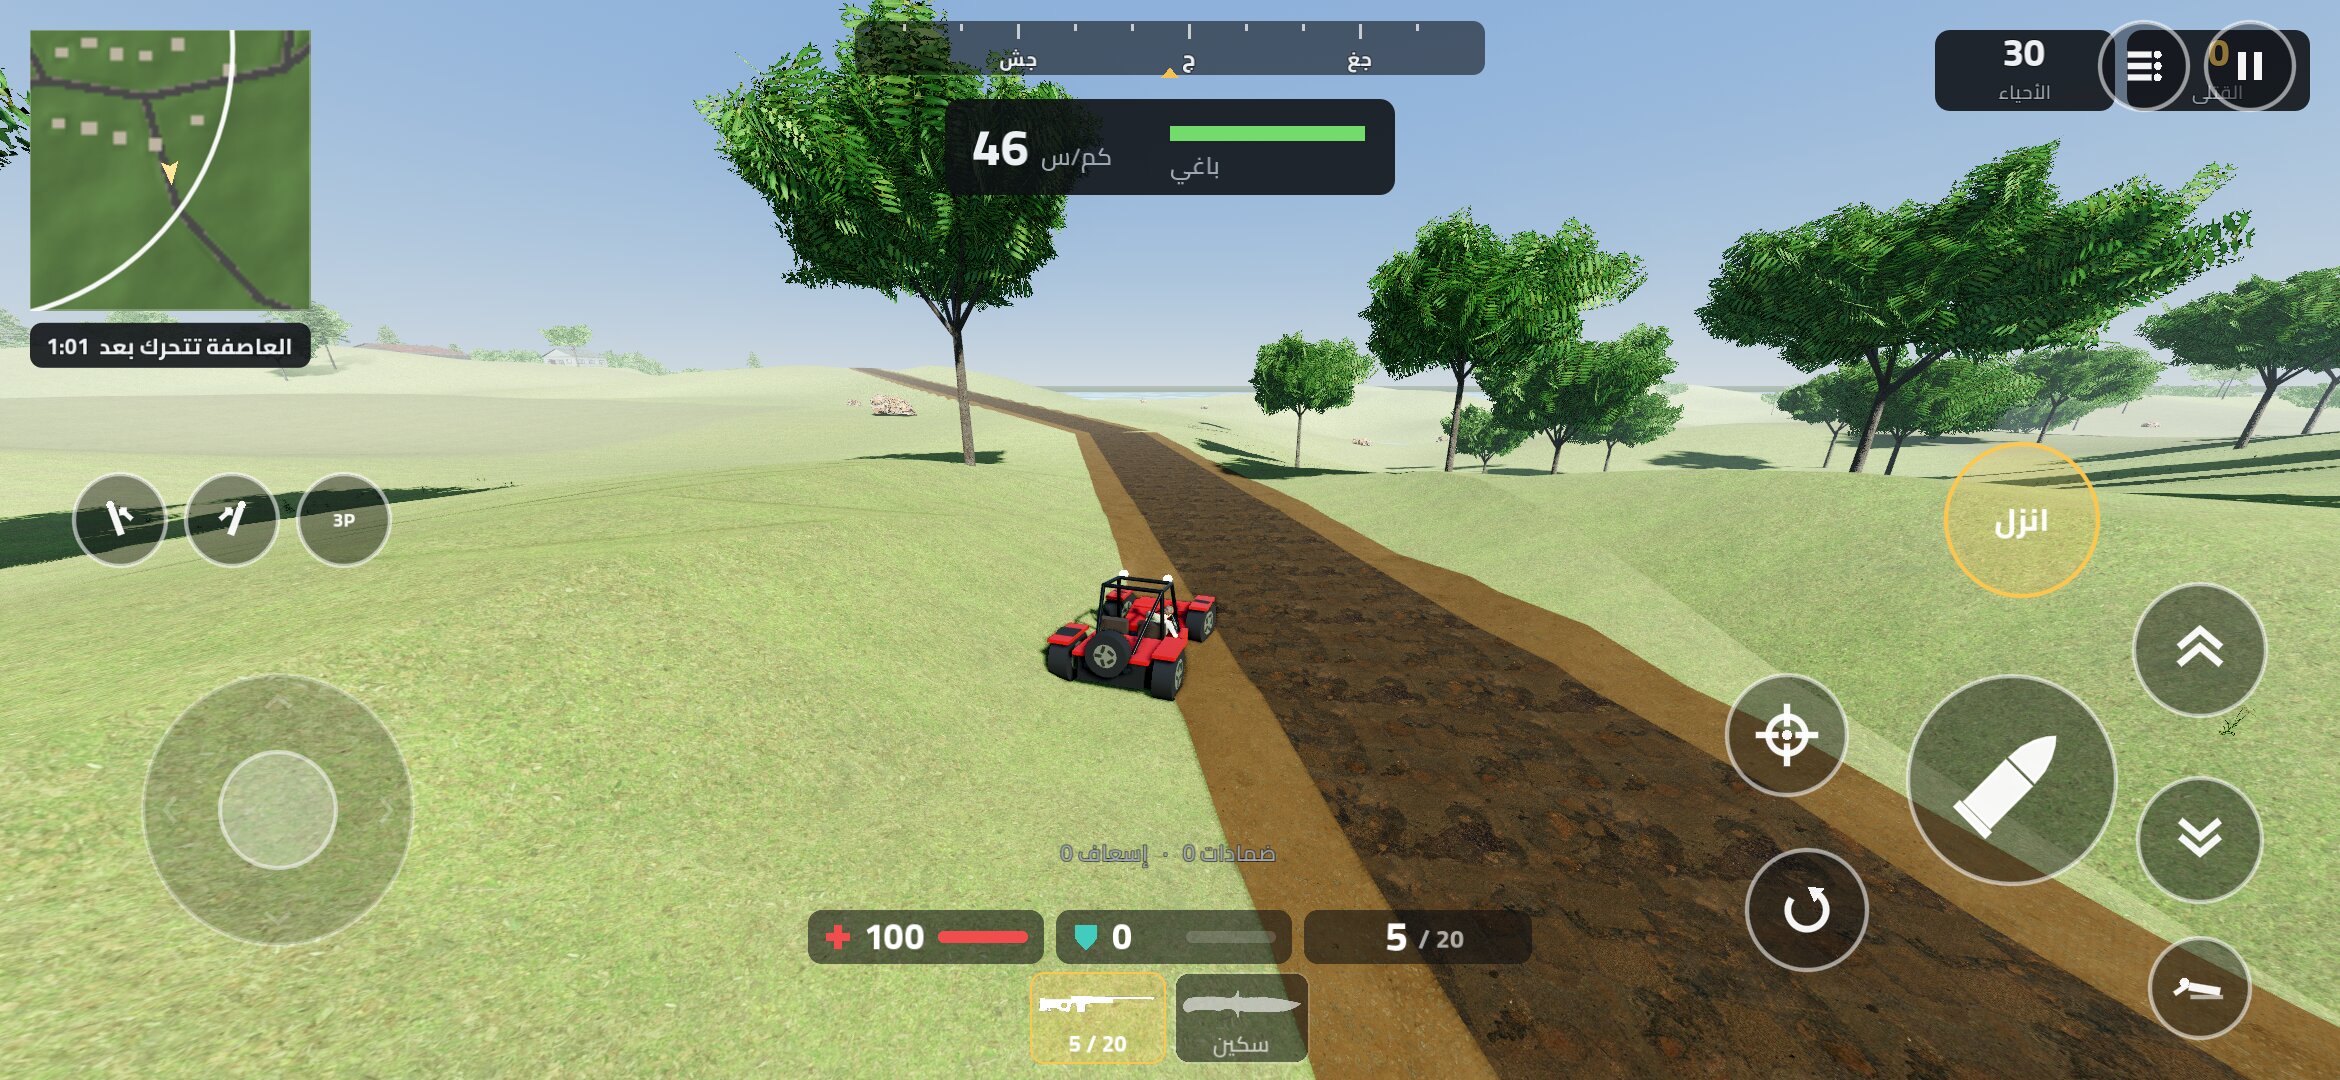 جش ج جغ
46 كم/س
باغي
30
الأحياء
0
القتلى
العاصفة تتحرك بعد 1:01
3P
انزل
ضمادات 0 · إسعاف 0
100
0
5 / 20
5 / 20
سكين